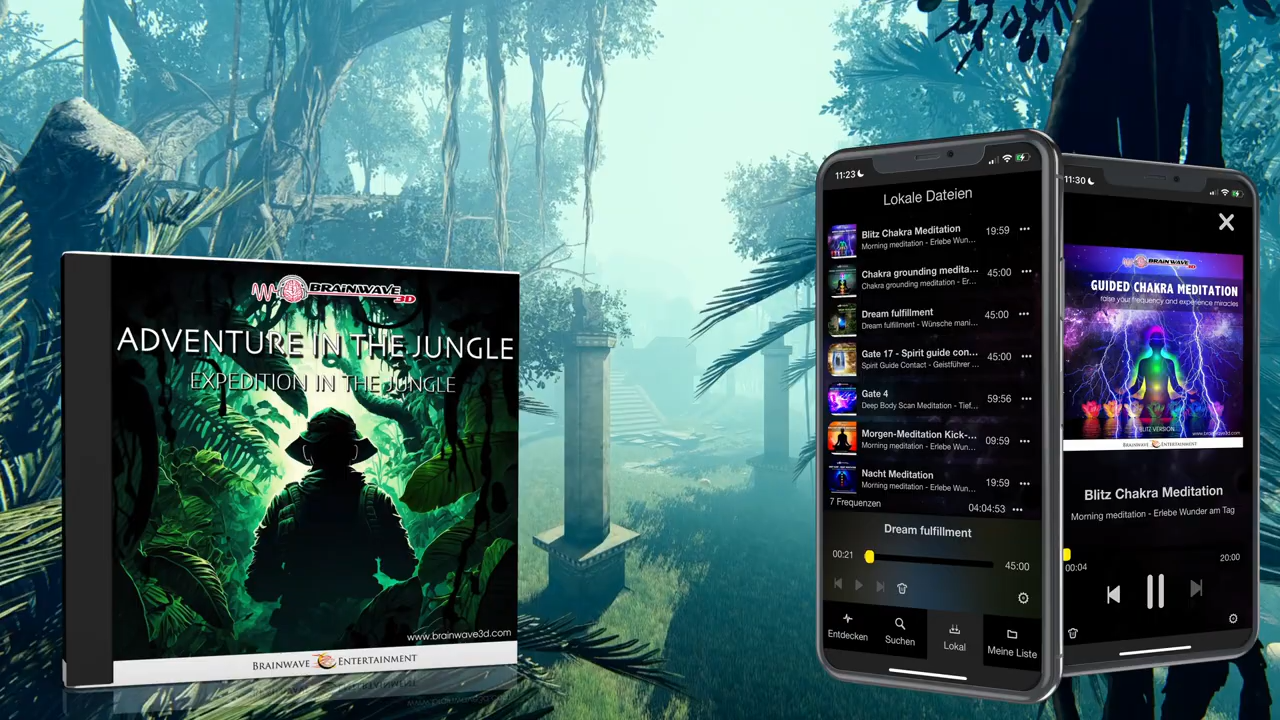 BRAINWAVE
3D
ADVENTURE IN THE JUNGLE
EXPEDITION IN THE JUNGLE
www.brainwave3d.com
BRAINWAVE ENTERTAINMENT
11:23
Lokale Dateien
Blitz Chakra Meditation
Morning meditation - Erlebe Wun...
19:59
Chakra grounding medita...
Chakra grounding meditation - Er...
45:00
Dream fulfillment
Dream fulfillment - Wünsche mani...
45:00
Gate 17 - Spirit guide con...
Spirit Guide Contact - Geistführer ...
45:00
Gate 4
Deep Body Scan Meditation - Tief...
59:56
Morgen-Meditation Kick-...
Morning meditation - Erlebe Wun...
09:59
Nacht Meditation
Morning meditation - Erlebe Wun...
19:59
7 Frequenzen
04:04:53
Dream fulfillment
00:21
45:00
Entdecken
Suchen
Lokal
Meine Liste
11:30
BRAINWAVE
3D
GUIDED CHAKRA MEDITATION
raise your frequency and experience miracles
BLITZ VERSION
www.brainwave3d.com
BRAINWAVE ENTERTAINMENT
Blitz Chakra Meditation
Morning meditation - Erlebe Wunder am Tag
00:04
20:00